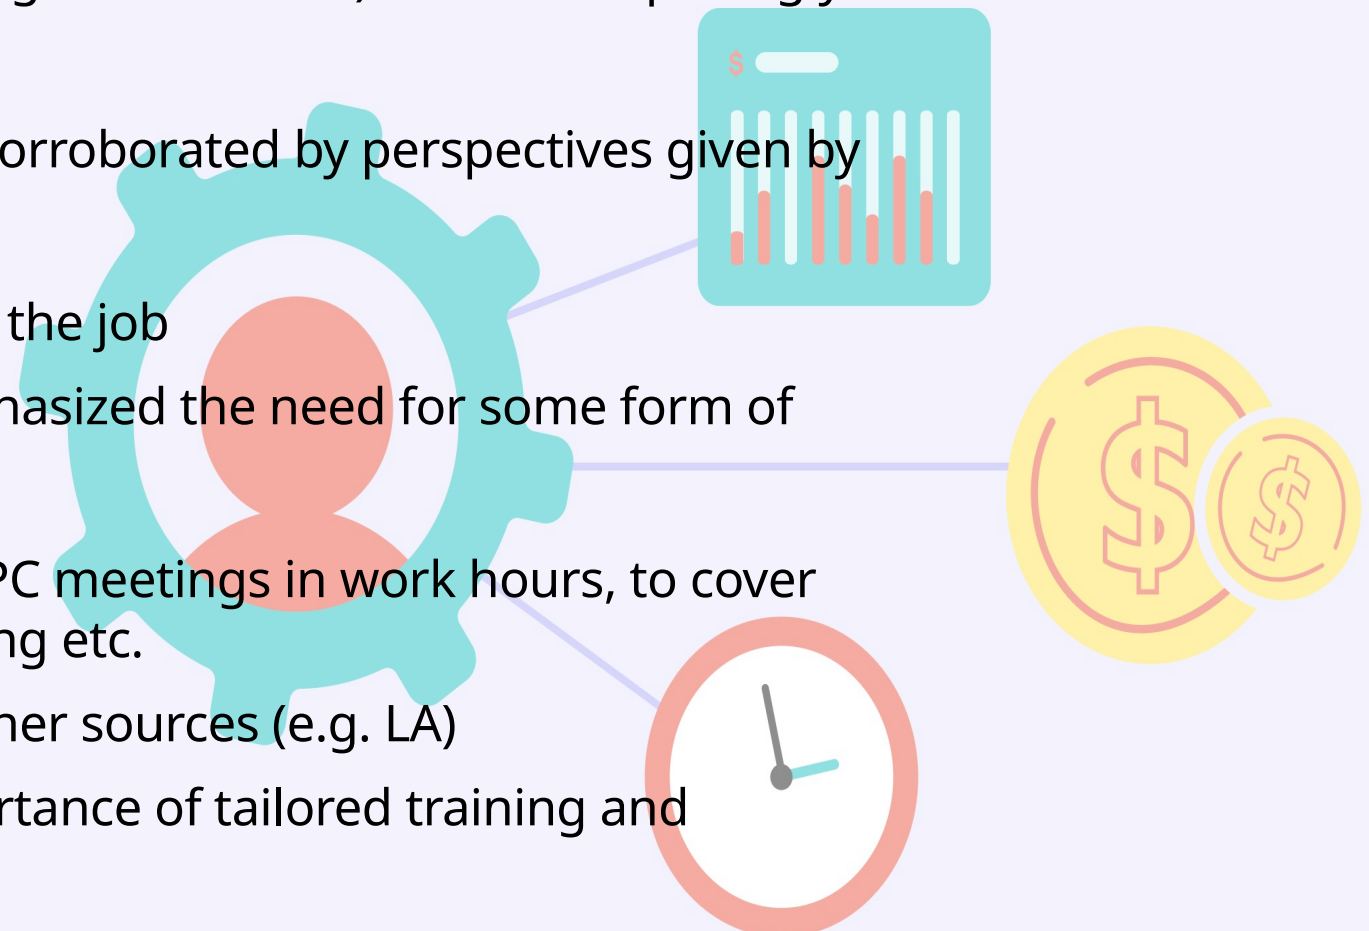 $
orroborated by perspectives given by
the job
hasized the need for some form of
$
$
PC meetings in work hours, to cover
ng etc.
her sources (e.g. LA)
rtance of tailored training and